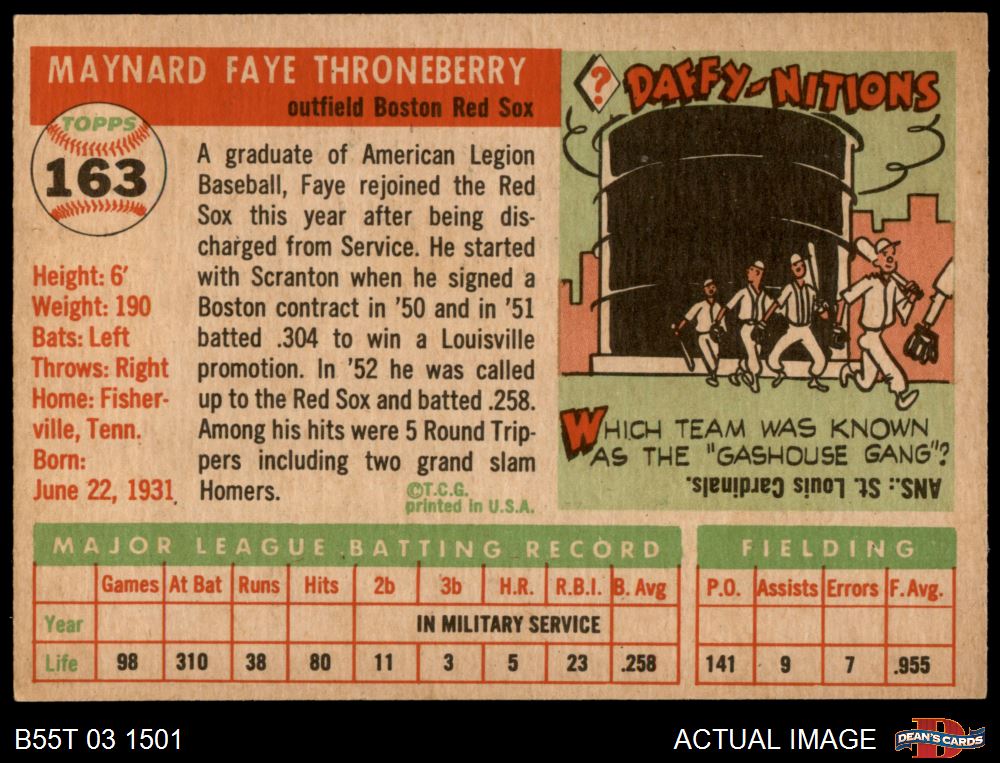 MAYNARD FAYE THRONEBERRY
outfield Boston Red Sox
TOPPS
163
Height: 6'
Weight: 190
Bats: Left
Throws: Right
Home: Fisher-
ville, Tenn.
Born:
June 22, 1931
A graduate of American Legion
Baseball, Faye rejoined the Red
Sox this year after being dis-
charged from Service. He started
with Scranton when he signed a
Boston contract in '50 and in '51
batted .304 to win a Louisville
promotion. In '52 he was called
up to the Red Sox and batted .258.
Among his hits were 5 Round Trip-
pers including two grand slam
Homers.
©T.C.G.
printed in U.S.A.
?
DAFFY-NITIONS
WHICH TEAM WAS KNOWN
AS THE "GASHOUSE GANG"?
ANS.: St. Louis Cardinals.
MAJOR LEAGUE BATTING RECORD
Games At Bat Runs Hits 2b 3b H.R. R.B.I. B. Avg
Year IN MILITARY SERVICE
Life 98 310 38 80 11 3 5 23 .258
FIELDING
P.O. Assists Errors F. Avg.
141 9 7 .955
B55T 03 1501
ACTUAL IMAGE
DEAN'S CARDS